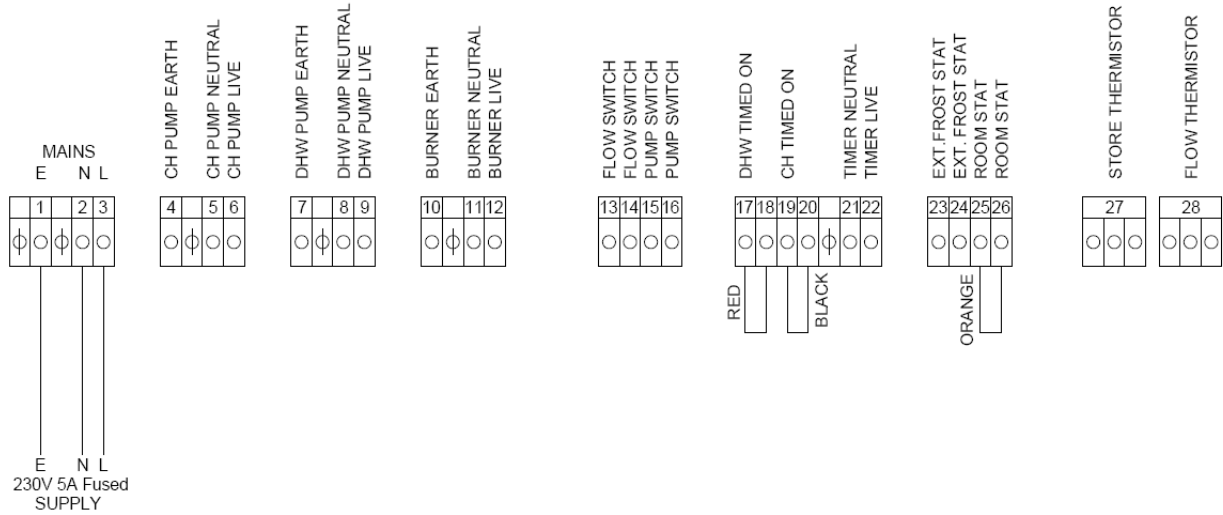 MAINS
E N L
CH PUMP EARTH
CH PUMP NEUTRAL
CH PUMP LIVE
DHW PUMP EARTH
DHW PUMP NEUTRAL
DHW PUMP LIVE
BURNER EARTH
BURNER NEUTRAL
BURNER LIVE
FLOW SWITCH
FLOW SWITCH
PUMP SWITCH
PUMP SWITCH
DHW TIMED ON
CH TIMED ON
TIMER NEUTRAL
TIMER LIVE
EXT.FROST STAT
EXT. FROST STAT
ROOM STAT
ROOM STAT
STORE THERMISTOR
FLOW THERMISTOR
1 2 3 4 5 6 7 8 9 10 11 12 13 14 15 16 17 18 19 20 21 22 23 24 25 26 27 28
RED
BLACK
ORANGE
E N L
230V 5A Fused
SUPPLY